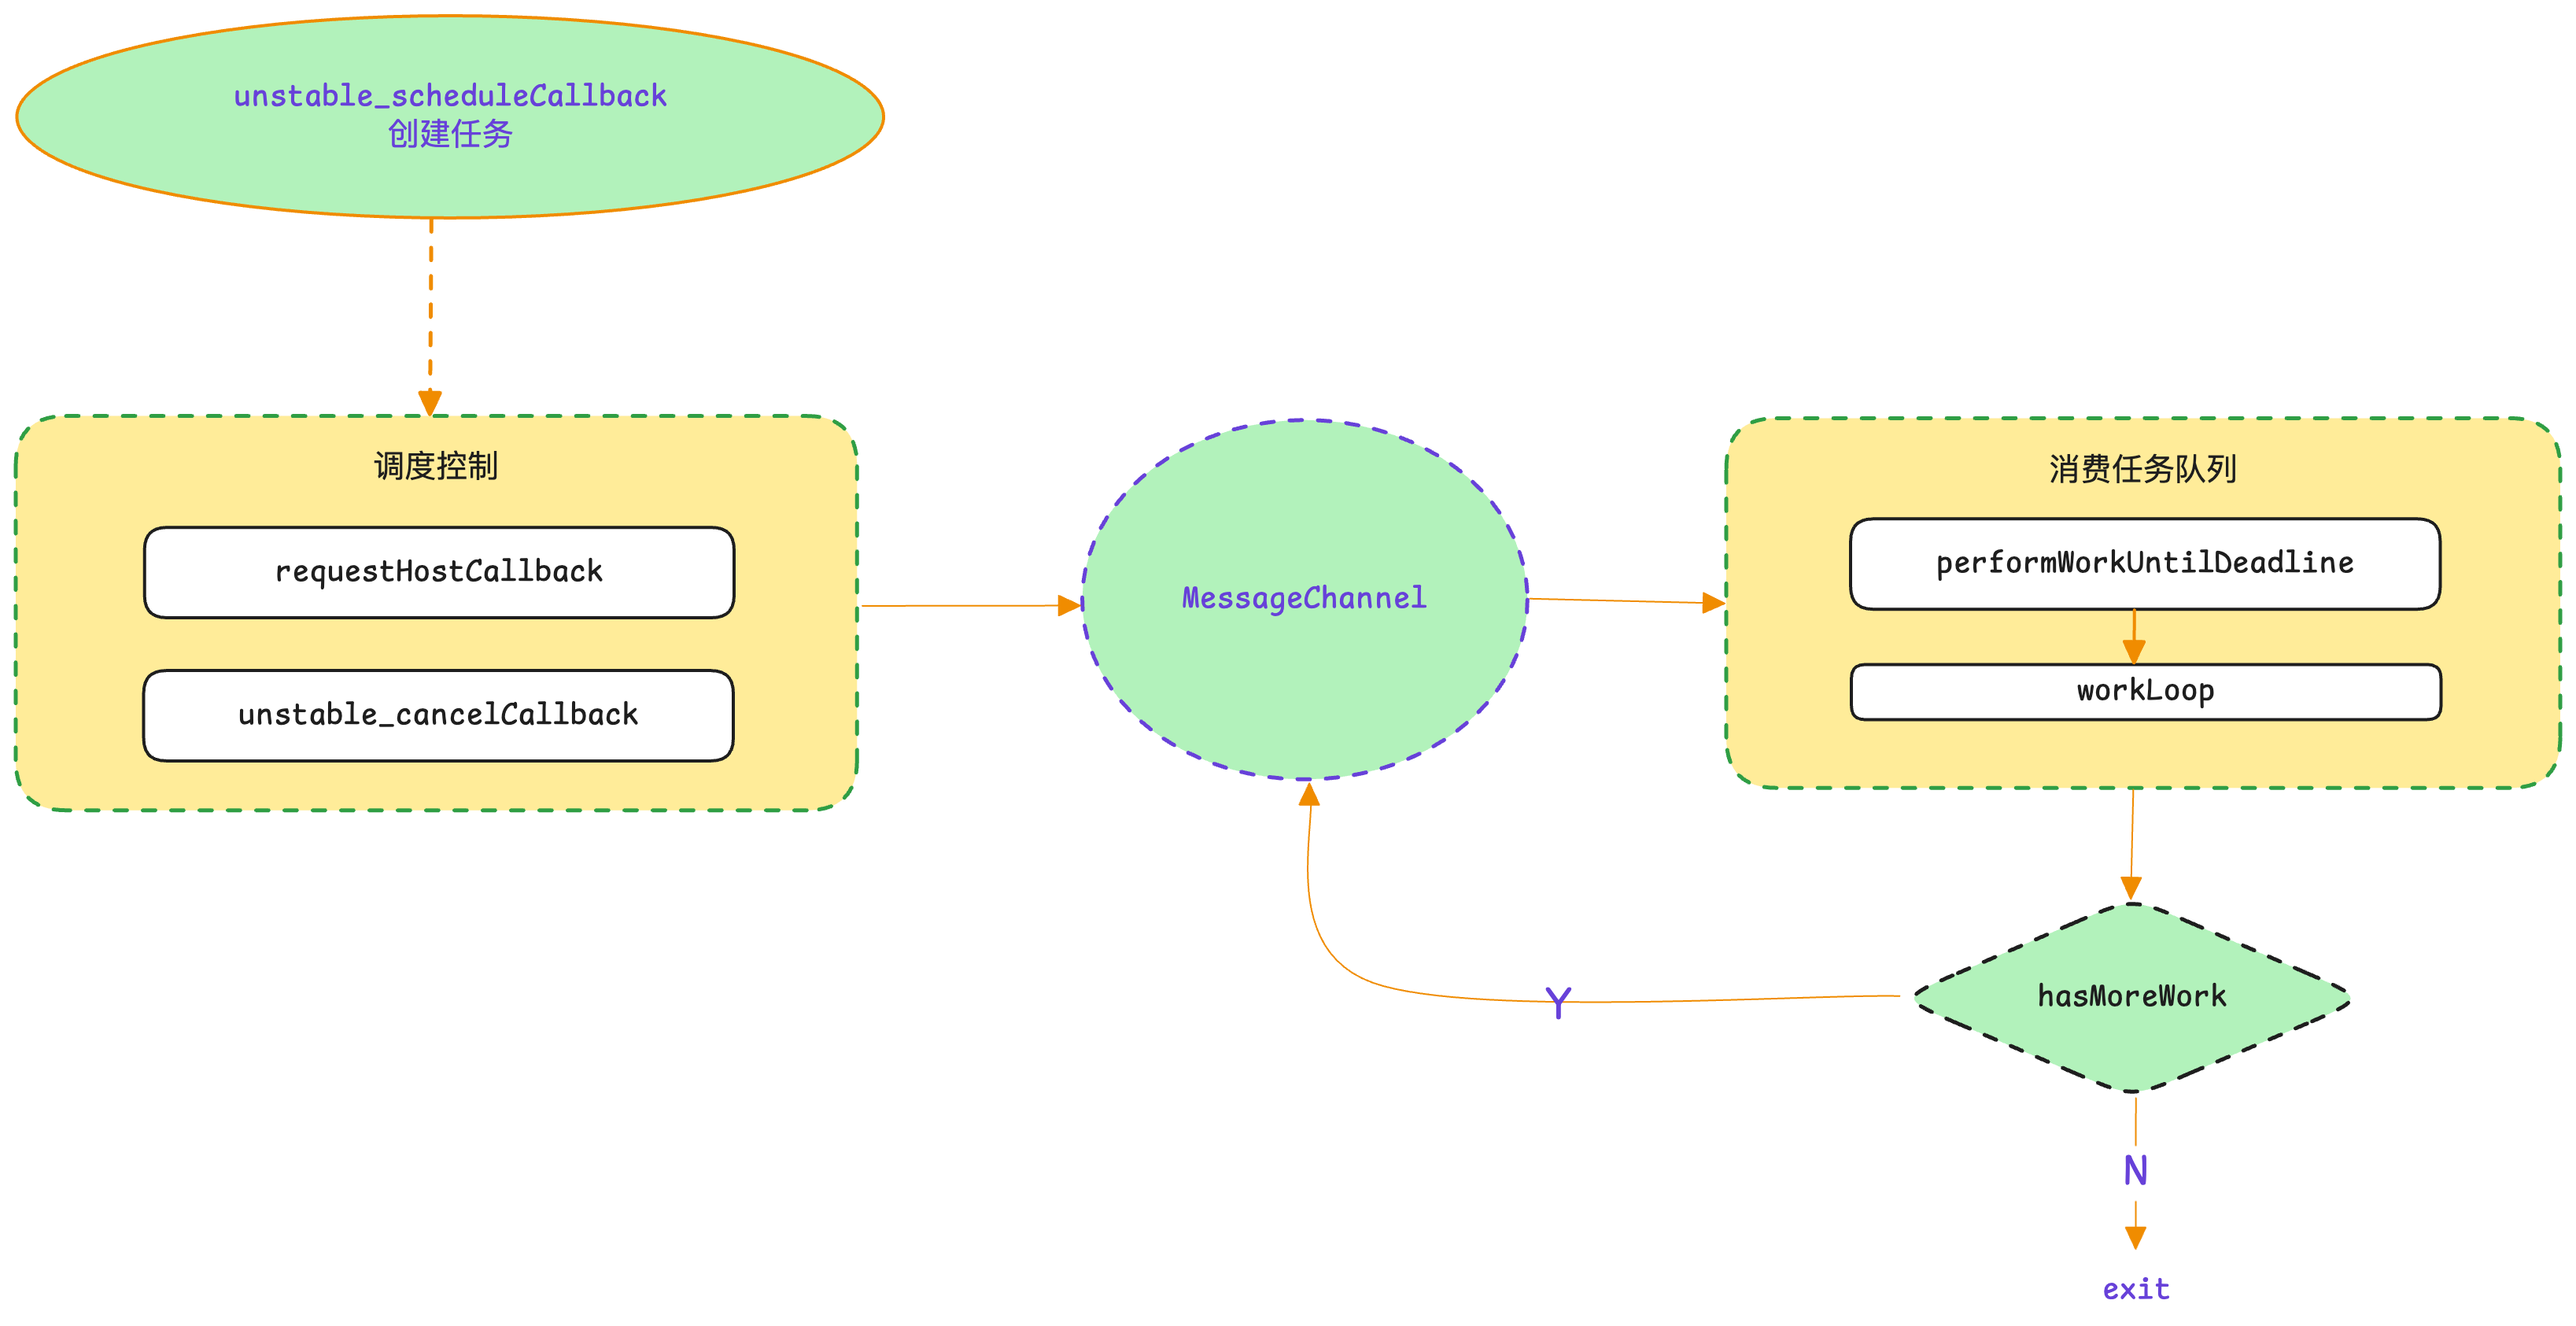 unstable_scheduleCallback
创建任务
调度控制
requestHostCallback
unstable_cancelCallback
MessageChannel
消费任务队列
performWorkUntilDeadline
workLoop
hasMoreWork
Y
N
exit